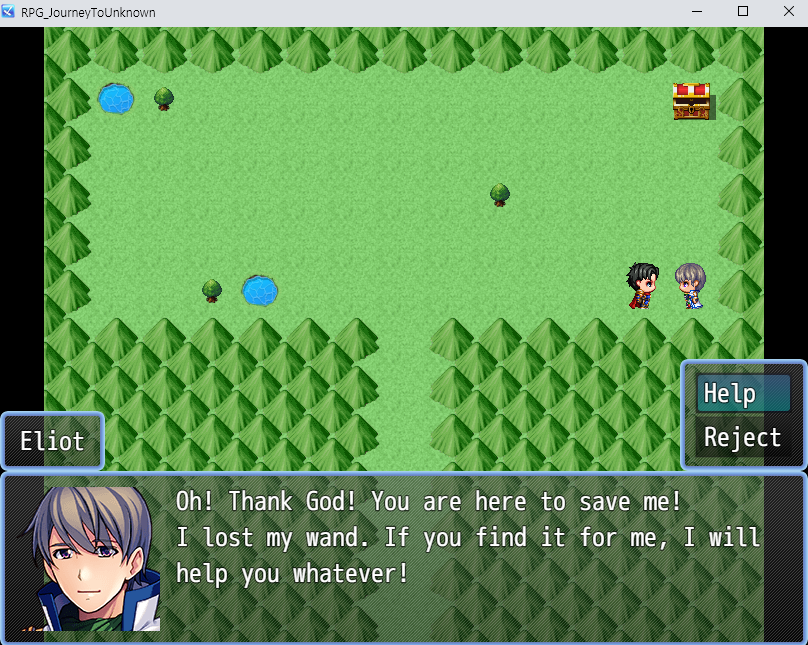 RPG_JourneyToUnknown
Help
Reject
Eliot
Oh! Thank God! You are here to save me!
I lost my wand. If you find it for me, I will
help you whatever!